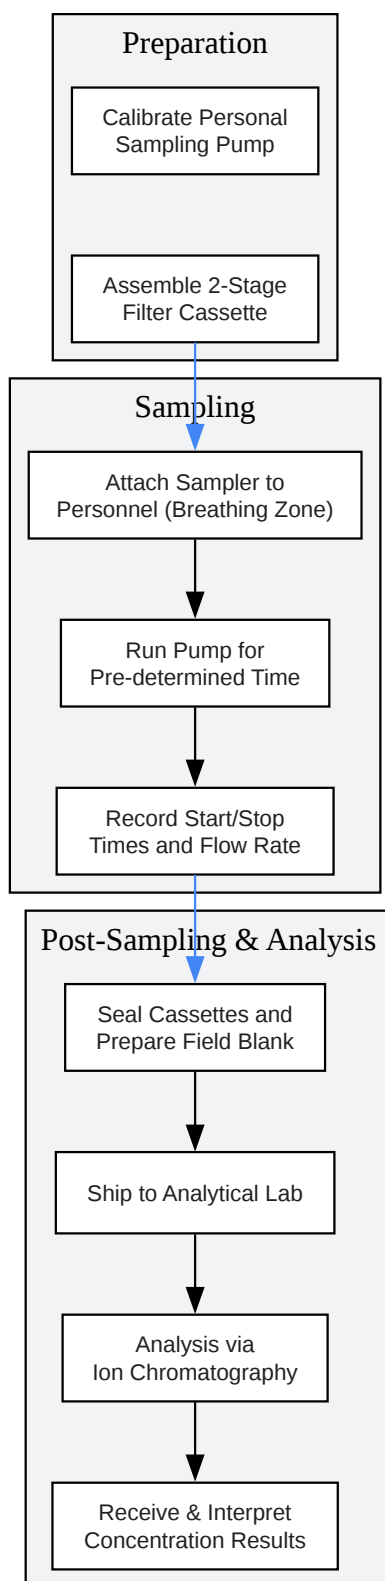 Preparation
Calibrate Personal
Sampling Pump
Assemble 2-Stage
Filter Cassette
Sampling
Attach Sampler to
Personnel (Breathing Zone)
Run Pump for
Pre-determined Time
Record Start/Stop
Times and Flow Rate
Post-Sampling & Analysis
Seal Cassettes and
Prepare Field Blank
Ship to Analytical Lab
Analysis via
Ion Chromatography
Receive & Interpret
Concentration Results